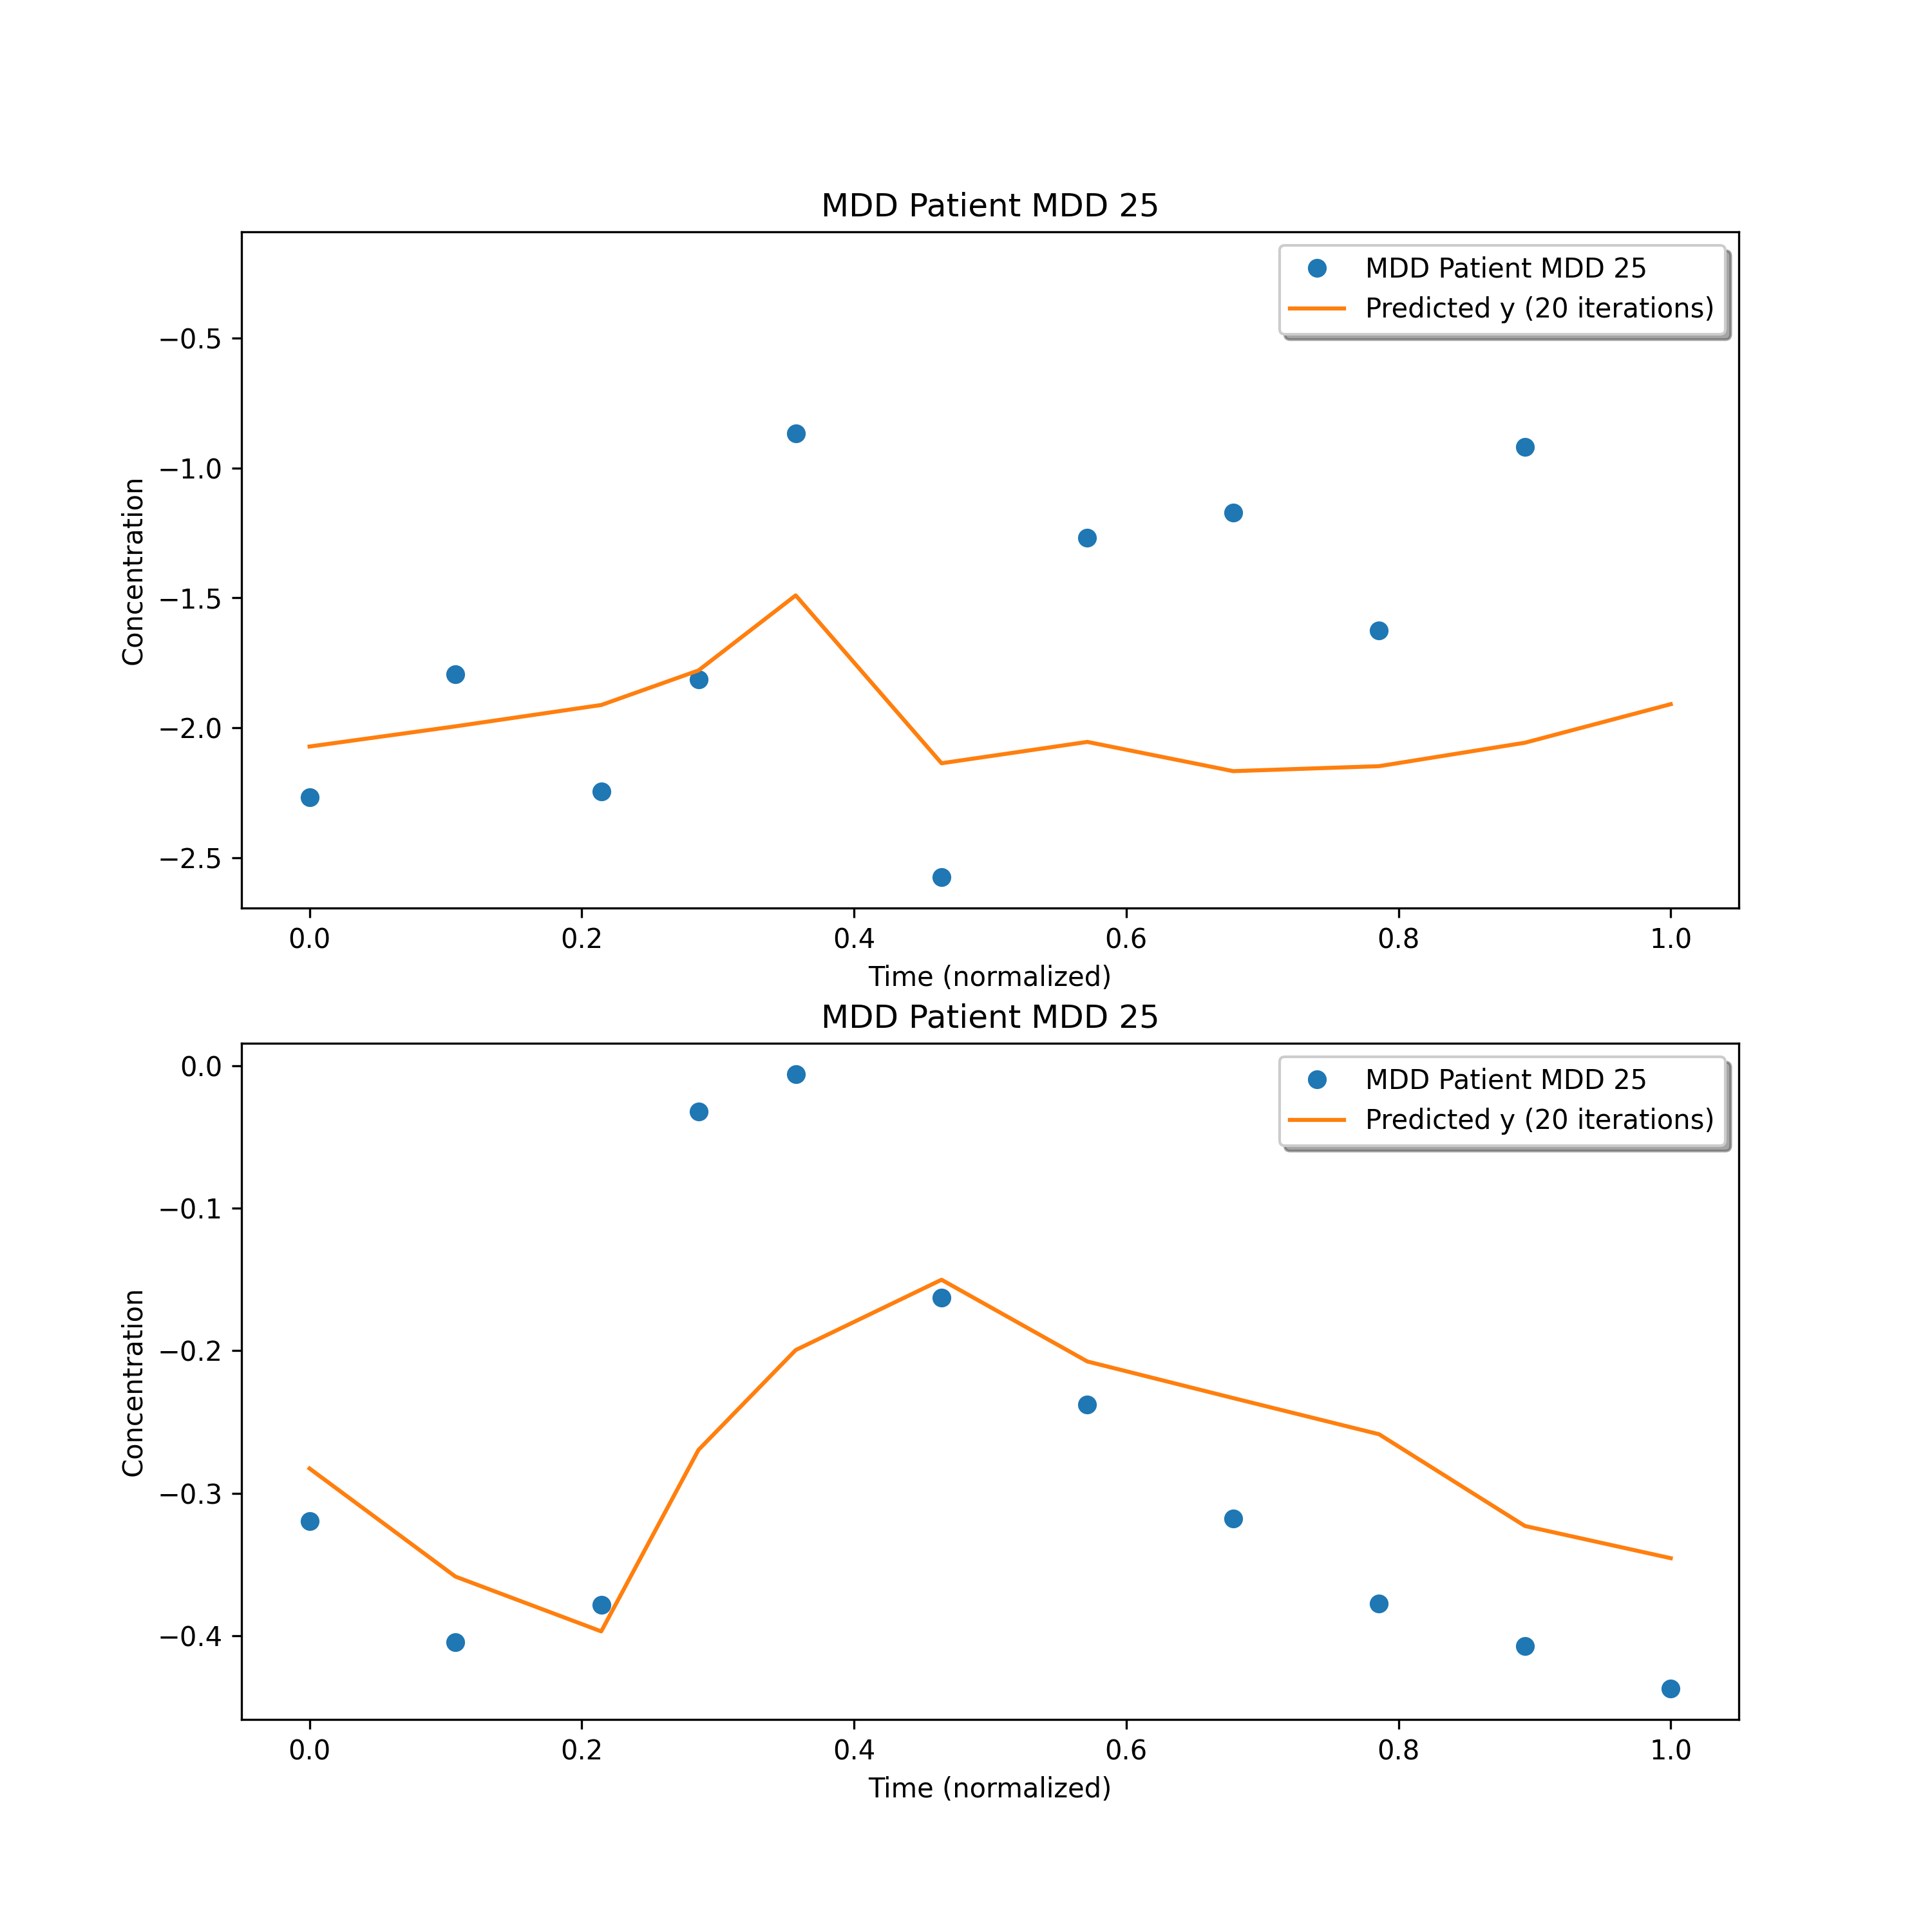 MDD Patient MDD 25
MDD Patient MDD 25
Predicted y (20 iterations)
−0.5
−1.0
−1.5
−2.0
−2.5
Concentration
0.0 0.2 0.4 0.6 0.8 1.0
Time (normalized)
MDD Patient MDD 25
MDD Patient MDD 25
Predicted y (20 iterations)
0.0
−0.1
−0.2
−0.3
−0.4
Concentration
0.0 0.2 0.4 0.6 0.8 1.0
Time (normalized)